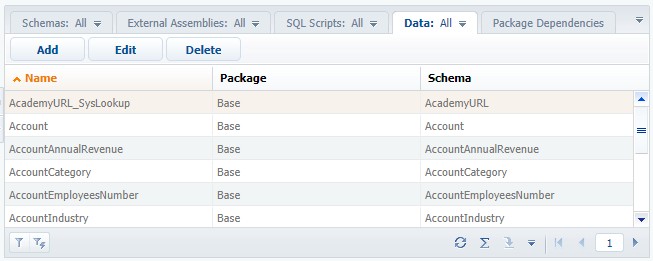 Schemas: All External Assemblies: All SQL Scripts: All Data: All Package Dependencies
Add Edit Delete
Name Package Schema
AcademyURL_SysLookup Base AcademyURL
Account Base Account
AccountAnnualRevenue Base AccountAnnualRevenue
AccountCategory Base AccountCategory
AccountEmployeesNumber Base AccountEmployeesNumber
AccountIndustry Base AccountIndustry
1